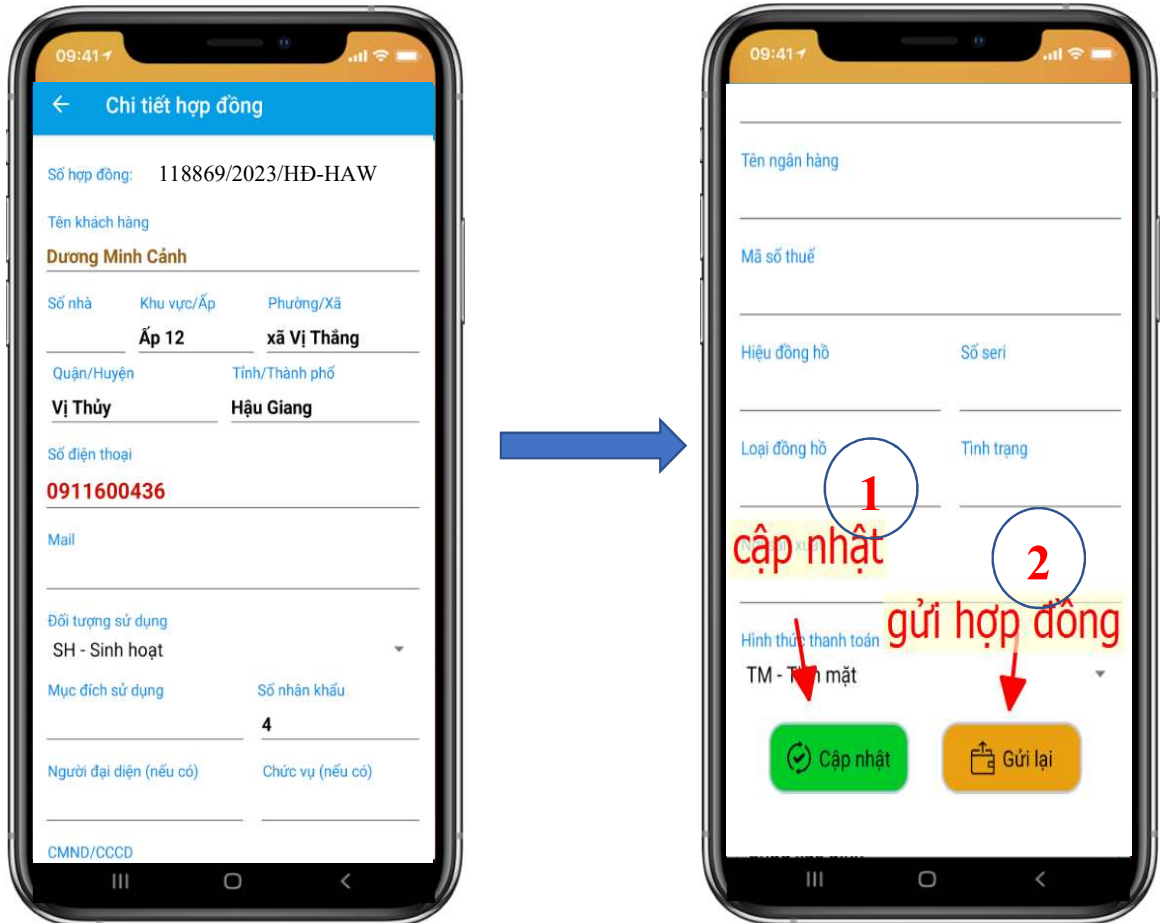 09:41
Chi tiết hợp đồng
Số hợp đồng: 118869/2023/HĐ-HAW
Tên khách hàng
Dương Minh Cảnh
Số nhà Khu vực/Ấp Phường/Xã
Ấp 12 xã Vị Thắng
Quận/Huyện Tỉnh/Thành phố
Vị Thủy Hậu Giang
Số điện thoại
0911600436
Mail
Đối tượng sử dụng
SH - Sinh hoạt
Mục đích sử dụng Số nhân khẩu
4
Người đại diện (nếu có) Chức vụ (nếu có)
CMND/CCCD
09:41
Tên ngân hàng
Mã số thuế
Hiệu đồng hồ Số seri
Loại đồng hồ Tình trạng
1
cập nhật
2
gửi hợp đồng
Hình thức thanh toán
TM - mặt
Cập nhật Gửi lại